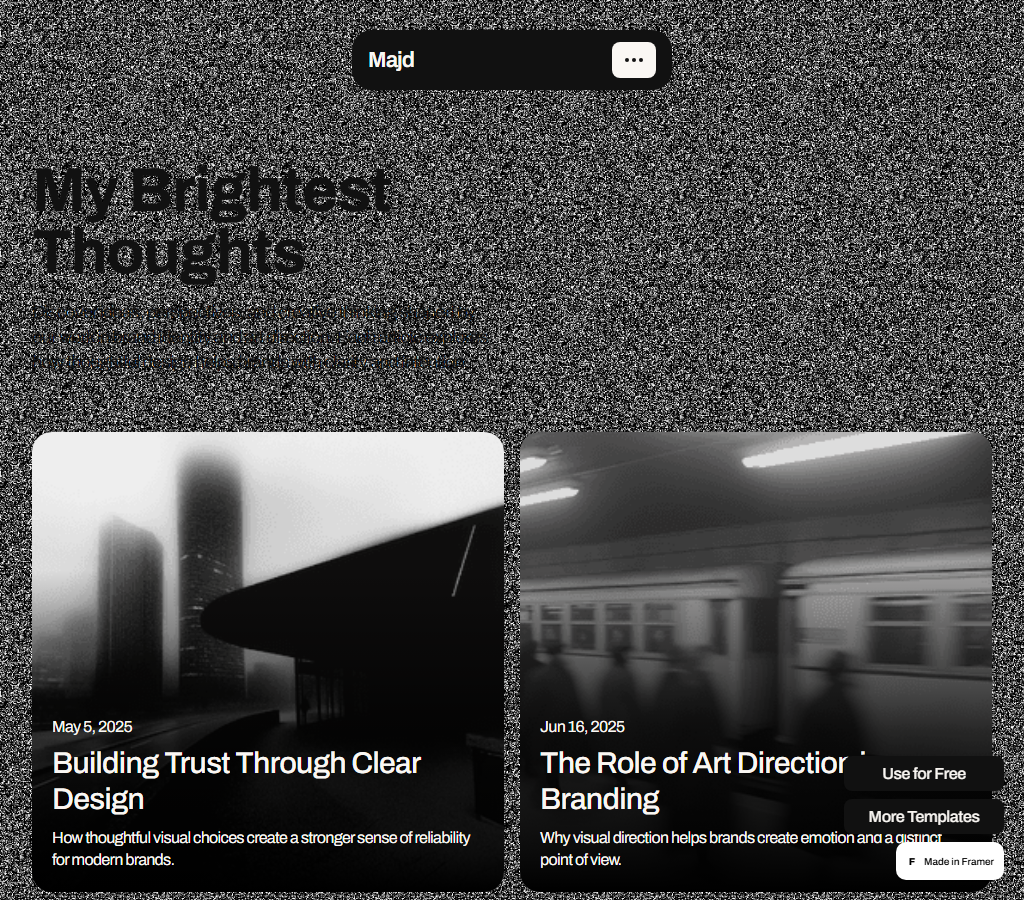 Majd
My Brightest
Thoughts
May 5, 2025
Building Trust Through Clear
Design
How thoughtful visual choices create a stronger sense of reliability
for modern brands.
Jun 16, 2025
The Role of Art Direction
Branding
Why visual direction helps brands create emotion and a distinct
point of view.
Use for Free
More Templates
F Made in Framer